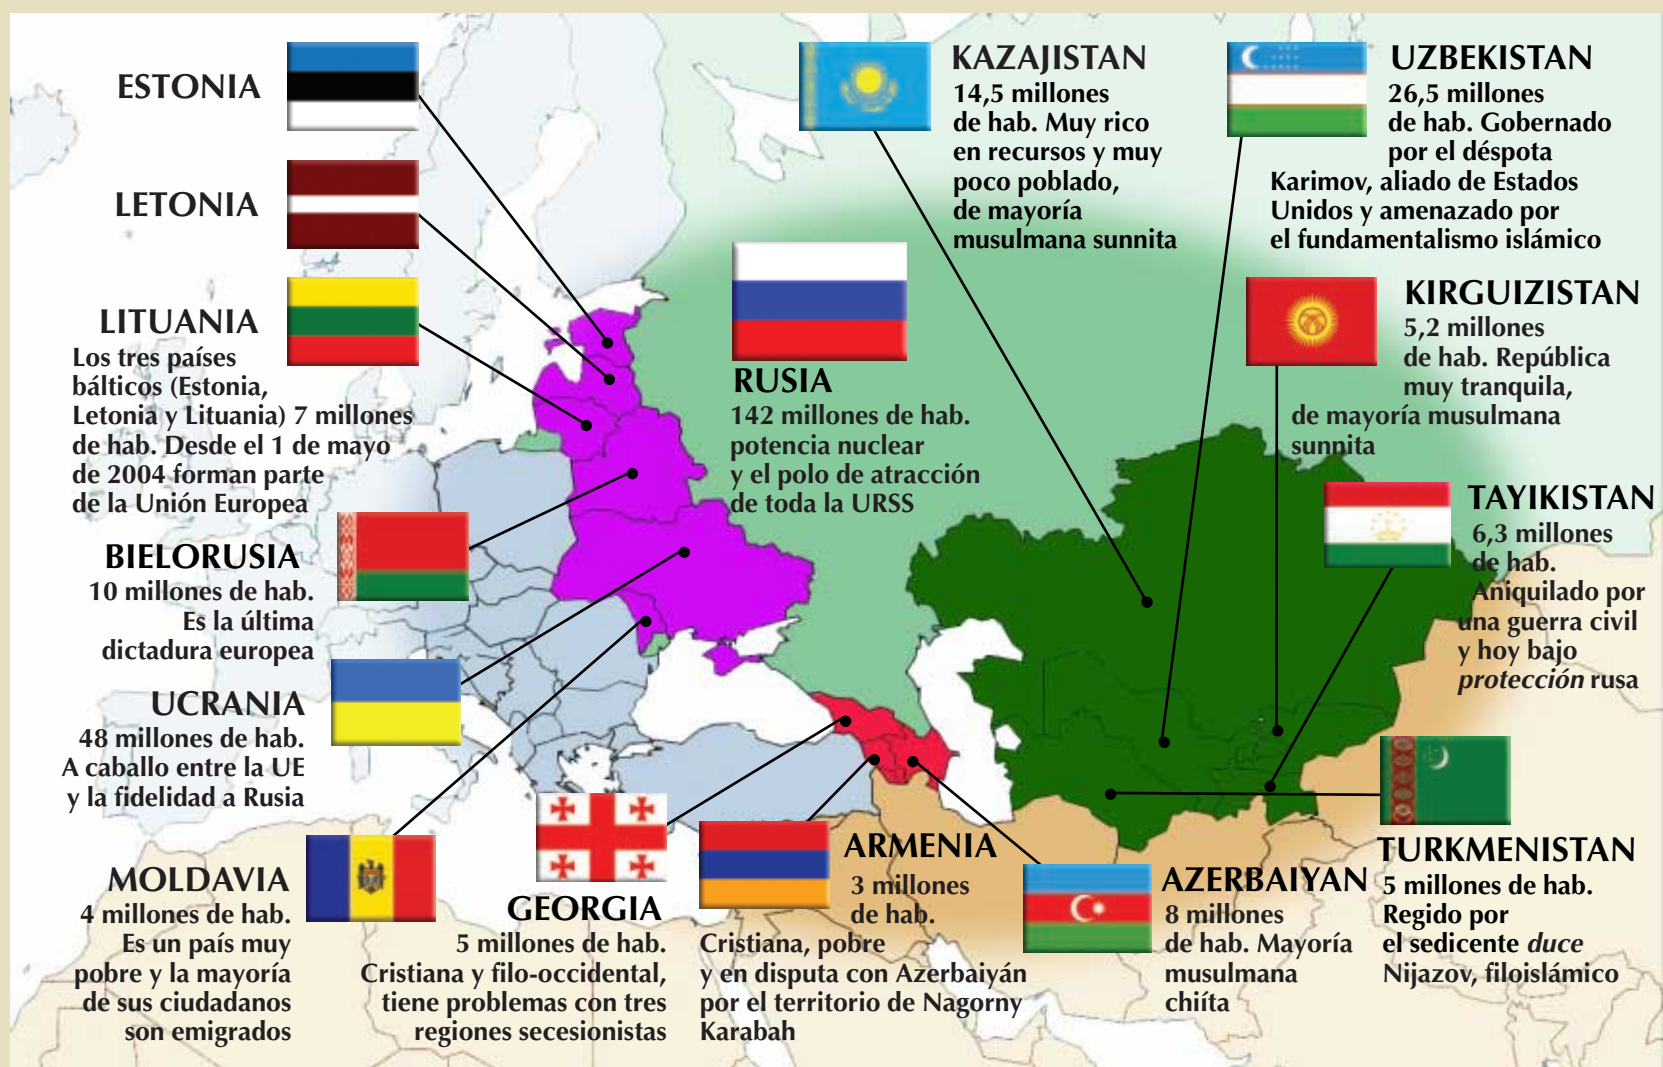 ESTONIA
LETONIA
LITUANIA
Los tres países
bálticos (Estonia,
Letonia y Lituania) 7 millones
de hab. Desde el 1 de mayo
de 2004 forman parte
de la Unión Europea
BIELORUSIA
10 millones de hab.
Es la última
dictadura europea
UCRANIA
48 millones de hab.
A caballo entre la UE
y la fidelidad a Rusia
MOLDAVIA
4 millones de hab.
Es un país muy
pobre y la mayoría
de sus ciudadanos
son emigrados
GEORGIA
5 millones de hab.
Cristiana y filo-occidental,
tiene problemas con tres
regiones secesionistas
RUSIA
142 millones de hab.
potencia nuclear
y el polo de atracción
de toda la URSS
ARMENIA
3 millones
de hab.
Cristiana, pobre
y en disputa con Azerbaiyán
por el territorio de Nagorny
Karabah
AZERBAIYAN
8 millones
de hab. Mayoría
musulmana
chiíta
KAZAJISTAN
14,5 millones
de hab. Muy rico
en recursos y muy
poco poblado,
de mayoría
musulmana sunnita
UZBEKISTAN
26,5 millones
de hab. Gobernado
por el déspota
Karimov, aliado de Estados
Unidos y amenazado por
el fundamentalismo islámico
KIRGUIZISTAN
5,2 millones
de hab. República
muy tranquila,
de mayoría musulmana
sunnita
TAYIKISTAN
6,3 millones
de hab.
Aniquilado por
una guerra civil
y hoy bajo
protección rusa
TURKMENISTAN
5 millones de hab.
Regido por
el sedicente duce
Nijazov, filoislámico